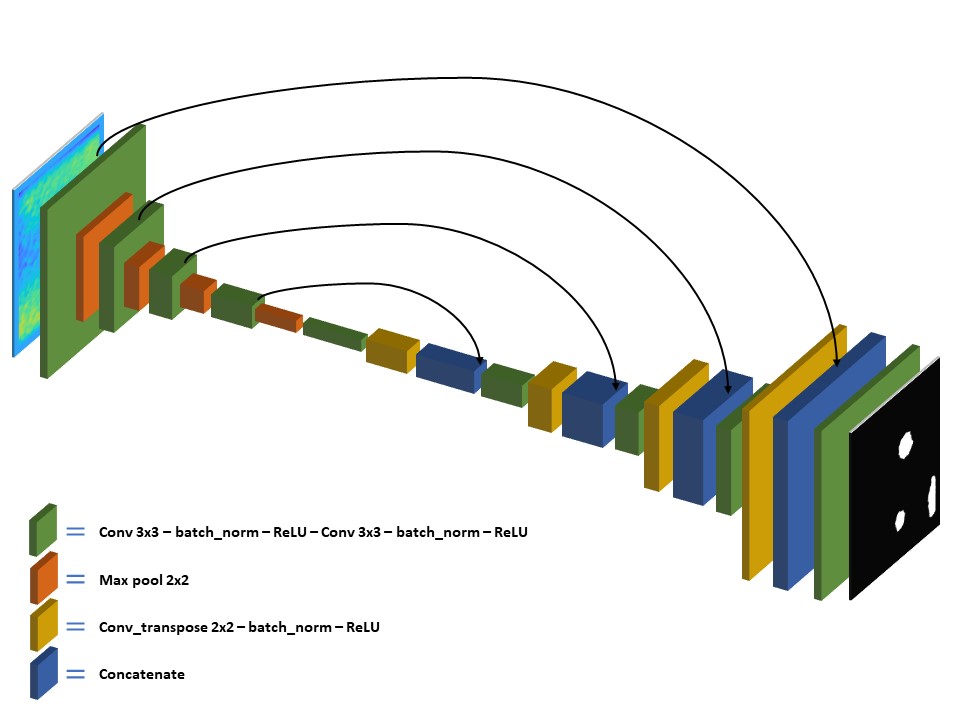 = Conv 3x3 – batch_norm – ReLU – Conv 3x3 – batch_norm – ReLU
= Max pool 2x2
= Conv_transpose 2x2 – batch_norm – ReLU
= Concatenate